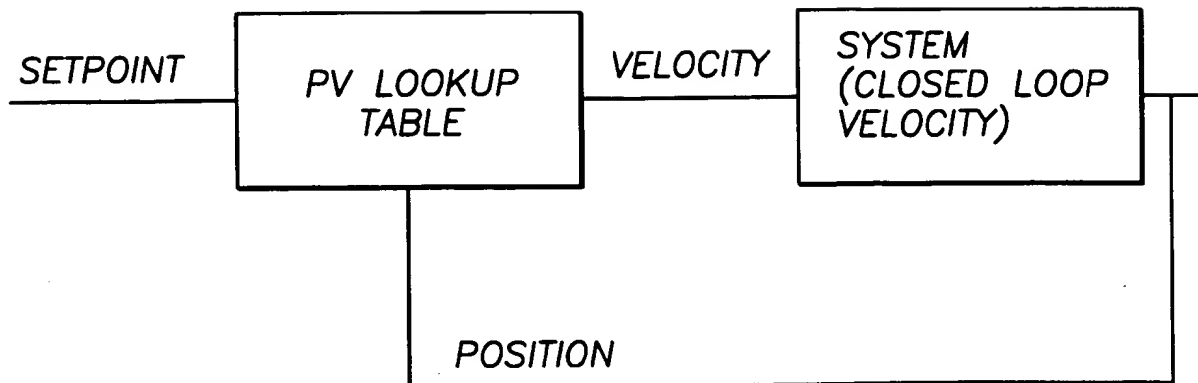 SETPOINT
PV LOOKUP
TABLE
VELOCITY
SYSTEM
(CLOSED LOOP
VELOCITY)
POSITION